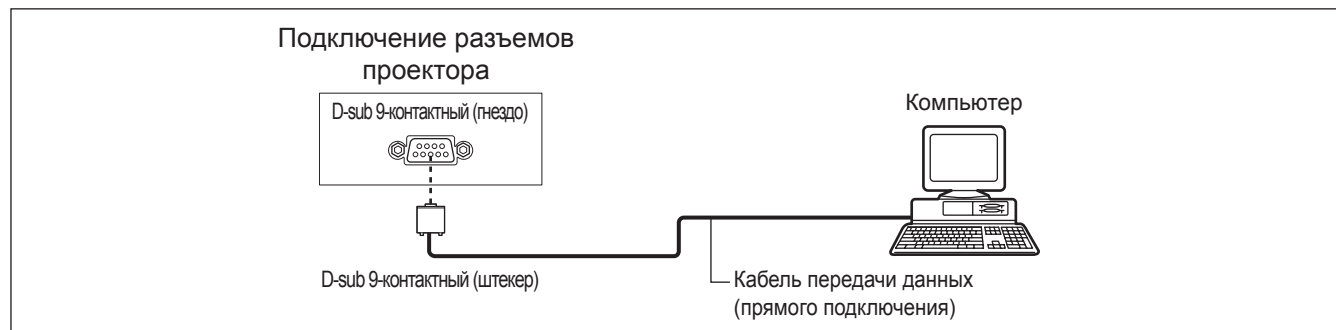 Подключение разъемов
проектора
D-sub 9-контактный (гнездо)
Компьютер
D-sub 9-контактный (штекер)
Кабель передачи данных
(прямого подключения)